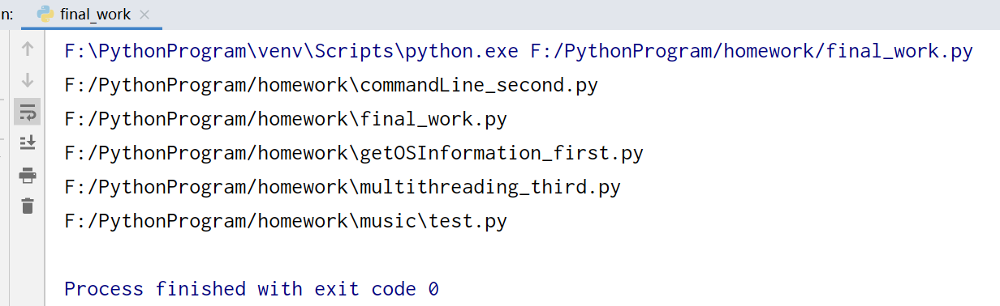 n:
final_work
F:\PythonProgram\venv\Scripts\python.exe F:/PythonProgram/homework/final_work.py
F:/PythonProgram/homework\commandLine_second.py
F:/PythonProgram/homework\final_work.py
F:/PythonProgram/homework\getOSInformation_first.py
F:/PythonProgram/homework\multithreading_third.py
F:/PythonProgram/homework\music\test.py
Process finished with exit code 0